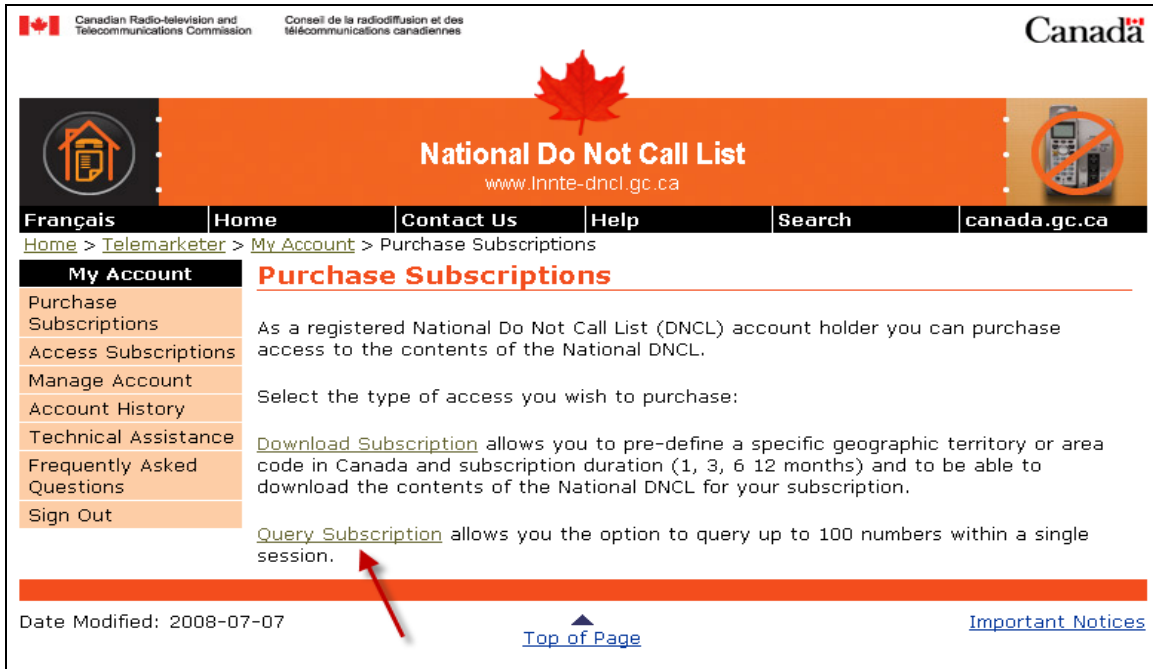 Canadian Radio-television and
Telecommunications Commission
Conseil de la radiodiffusion et des
télécommunications canadiennes
Canada
National Do Not Call List
www.lnnte-dncl.gc.ca
Français Home Contact Us Help Search canada.gc.ca
Home > Telemarketer > My Account > Purchase Subscriptions
My Account
Purchase
Subscriptions
Access Subscriptions
Manage Account
Account History
Technical Assistance
Frequently Asked
Questions
Sign Out
Purchase Subscriptions
As a registered National Do Not Call List (DNCL) account holder you can purchase
access to the contents of the National DNCL.
Select the type of access you wish to purchase:
Download Subscription allows you to pre-define a specific geographic territory or area
code in Canada and subscription duration (1, 3, 6 12 months) and to be able to
download the contents of the National DNCL for your subscription.
Query Subscription allows you the option to query up to 100 numbers within a single
session.
Date Modified: 2008-07-07
Top of Page
Important Notices